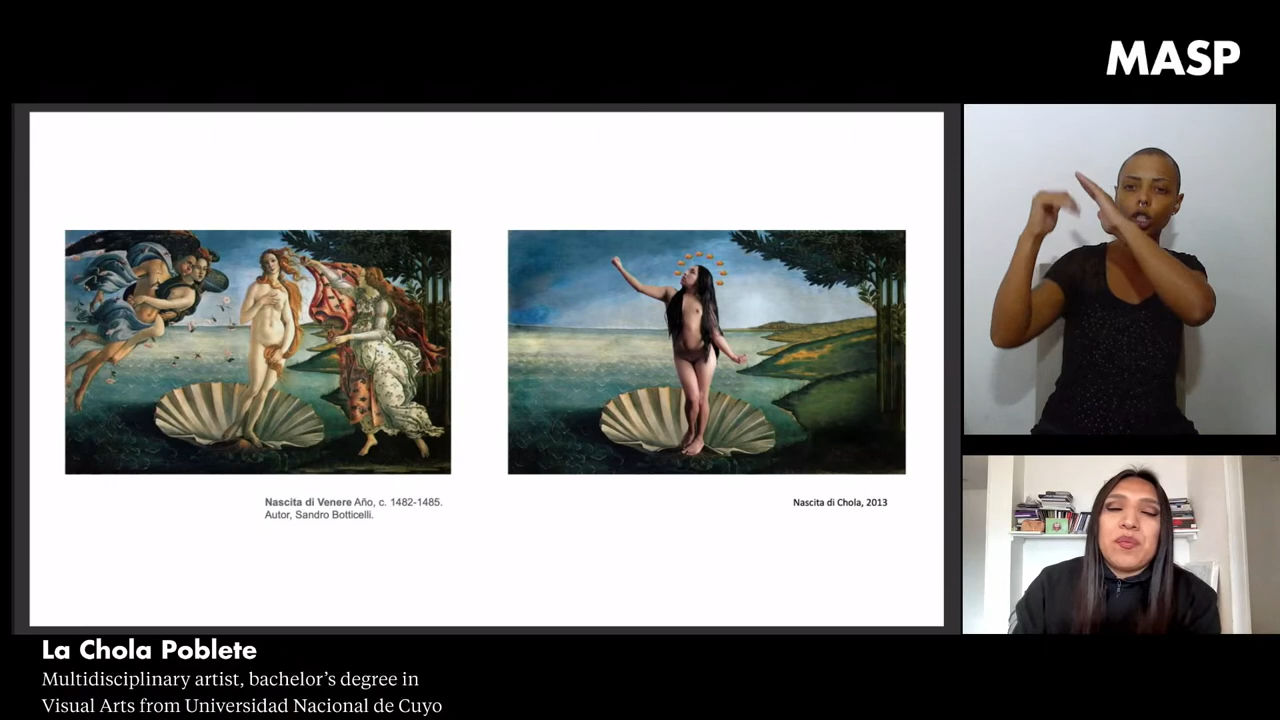 MASP
Nascita di Venere Año, c. 1482-1485.
Autor, Sandro Botticelli.
Nascita di Chola, 2013
La Chola Poblete
Multidisciplinary artist, bachelor's degree in
Visual Arts from Universidad Nacional de Cuyo